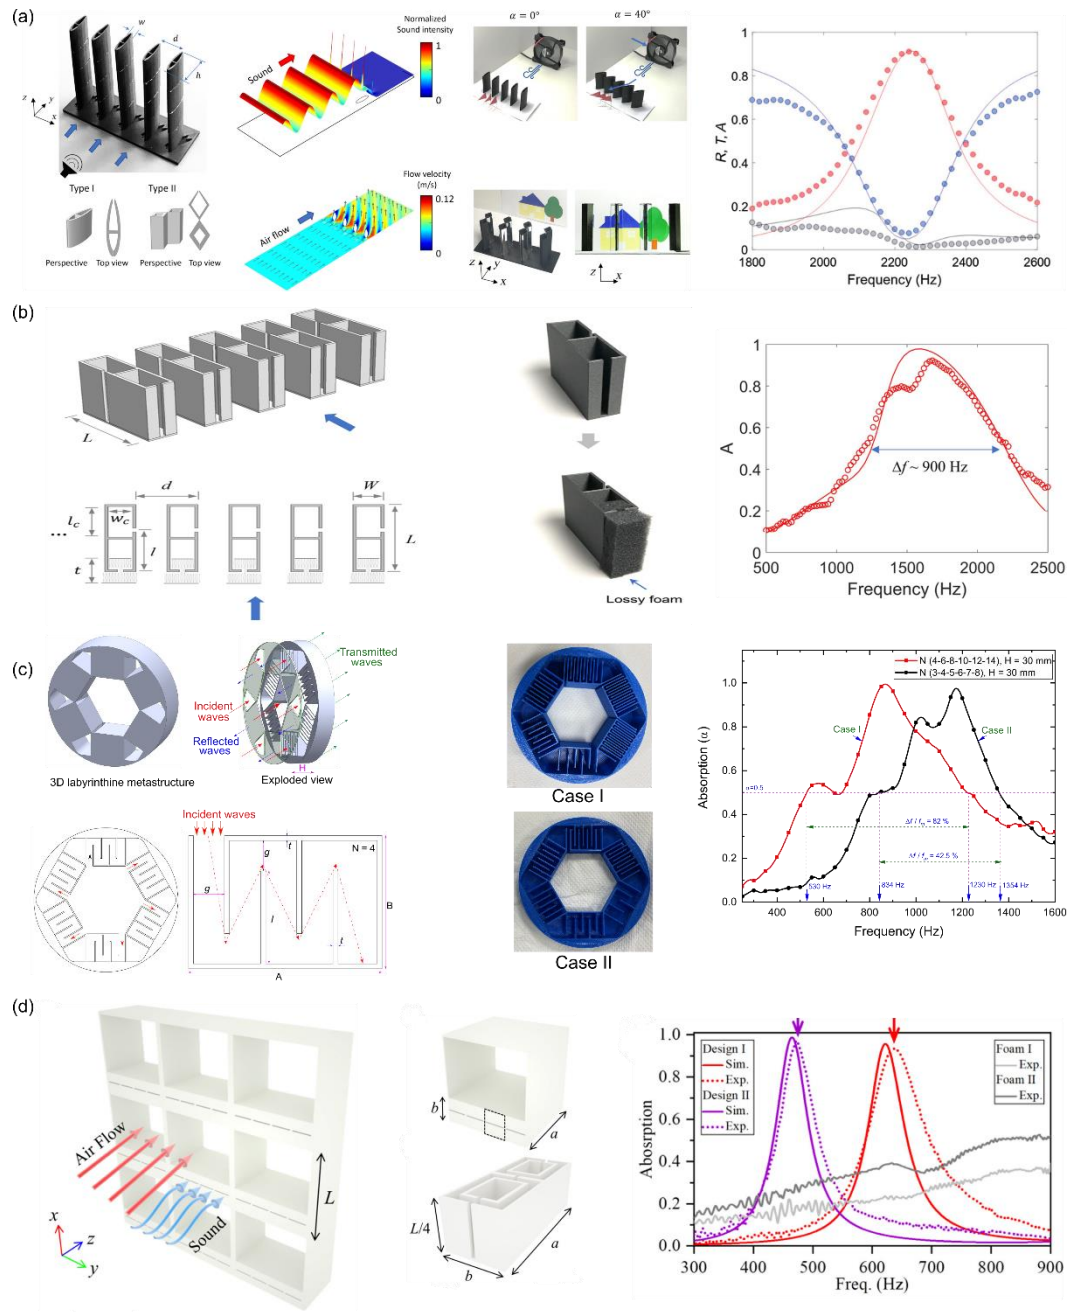 (a)
w
d
h
z
y
x
Type I
Type II
Perspective
Top view
Perspective
Top view
Normalized
Sound intensity
1
0
Sound
Flow velocity
(m/s)
0.12
0
Air flow
α = 0°
α = 40°
z
y
x
z
x
R, T, A
1
0.8
0.6
0.4
0.2
0
1800
2000
2200
2400
2600
Frequency (Hz)
(b)
L
d
W
l_c
w_c
...
l
L
t
Lossy foam
A
1
0.8
0.6
0.4
0.2
0
Δf ~ 900 Hz
500
1000
1500
2000
2500
Frequency (Hz)
(c)
3D labyrinthine metastructure
Transmitted
waves
Incident
waves
Reflected
waves
H
Exploded view
Incident waves
g
t
N = 4
g
l
t
B
A
Case I
Case II
N (4-6-8-10-12-14), H = 30 mm
N (3-4-5-6-7-8), H = 30 mm
Case I
Case II
Absorption (α)
1.0
0.8
0.6
0.4
0.2
0.0
α=0.5
Δf / fₘ = 82 %
Δf / fₘ = 42.5 %
530 Hz
834 Hz
1230 Hz
1354 Hz
400
600
800
1000
1200
1400
1600
Frequency (Hz)
(d)
Air Flow
Sound
L
x
z
y
b
a
L/4
b
a
Abosrption
1.0
0.8
0.6
0.4
0.2
0.0
Design I
Sim.
Exp.
Design II
Sim.
Exp.
Foam I
Exp.
Foam II
Exp.
300
400
500
600
700
800
900
Freq. (Hz)